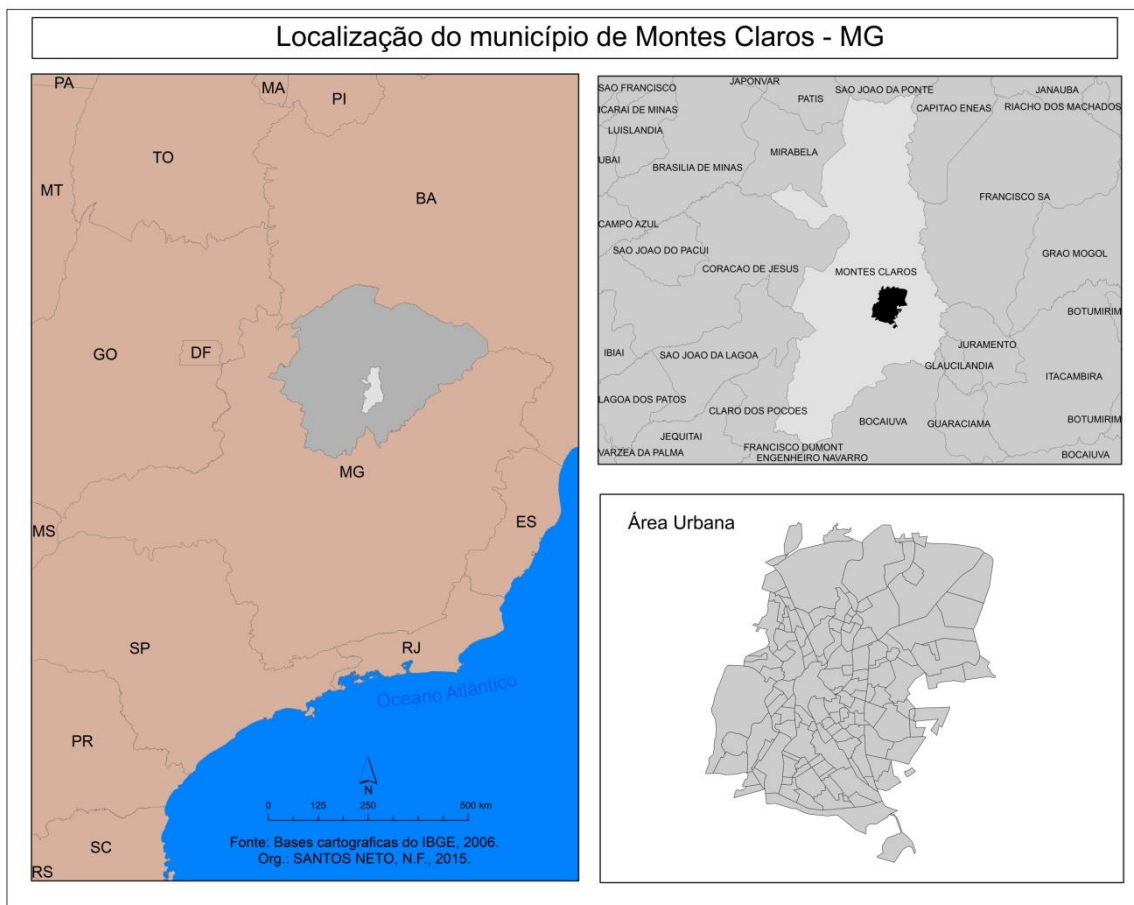 Localização do município de Montes Claros - MG
PA
MA
PI
TO
MT
BA
GO
DF
MG
MS
ES
SP
RJ
Oceano Atlântico
PR
N
0 125 250 500 km
SC
RS
Fonte: Bases cartograficas do IBGE, 2006.
Org.: SANTOS NETO, N.F., 2015.
SAO FRANCISCO
JAPONVAR
SAO JOAO DA PONTE
JANAUBA
ICARAI DE MINAS
PATIS
CAPITAO ENEAS
RIACHO DOS MACHADOS
LUISLANDIA
UBAI
BRASILIA DE MINAS
MIRABELA
FRANCISCO SA
CAMPO AZUL
SAO JOAO DO PACUI
GRAO MOGOL
CORACAO DE JESUS
MONTES CLAROS
BOTUMIRIM
IBIAI
SAO JOAO DA LAGOA
JURAMENTO
GLAUCILANDIA
ITACAMBIRA
LAGOA DOS PATOS
CLARO DOS POCOES
BOCAIUVA
GUARACIAMA
BOTUMIRIM
JEQUITAI
FRANCISCO DUMONT
VARZEA DA PALMA
ENGENHEIRO NAVARRO
BOCAIUVA
Área Urbana